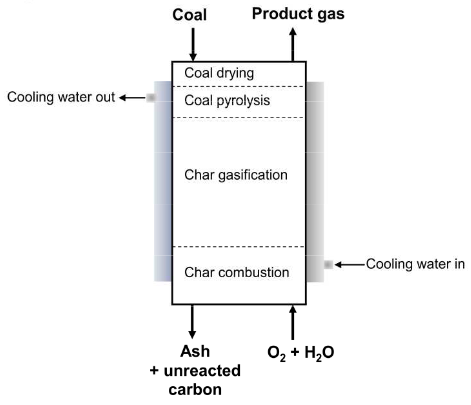 Coal
Product gas
Coal drying
Cooling water out
Coal pyrolysis
Char gasification
Cooling water in
Char combustion
Ash
+ unreacted
carbon
O₂ + H₂O